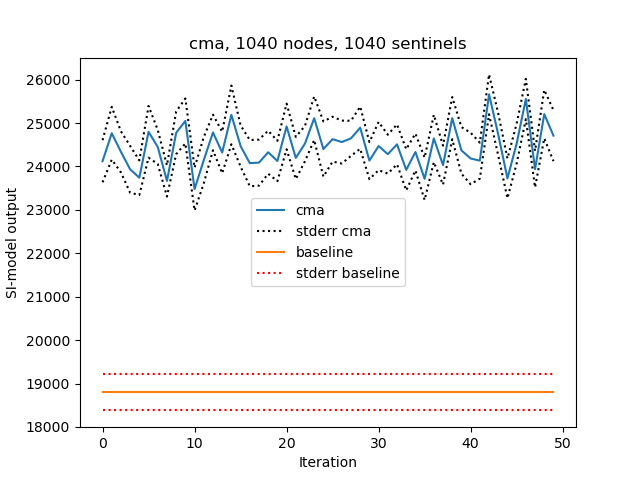 cma, 1040 nodes, 1040 sentinels
SI-model output
26000
25000
24000
23000
22000
21000
20000
19000
18000
cma
stderr cma
baseline
stderr baseline
0 10 20 30 40 50
Iteration